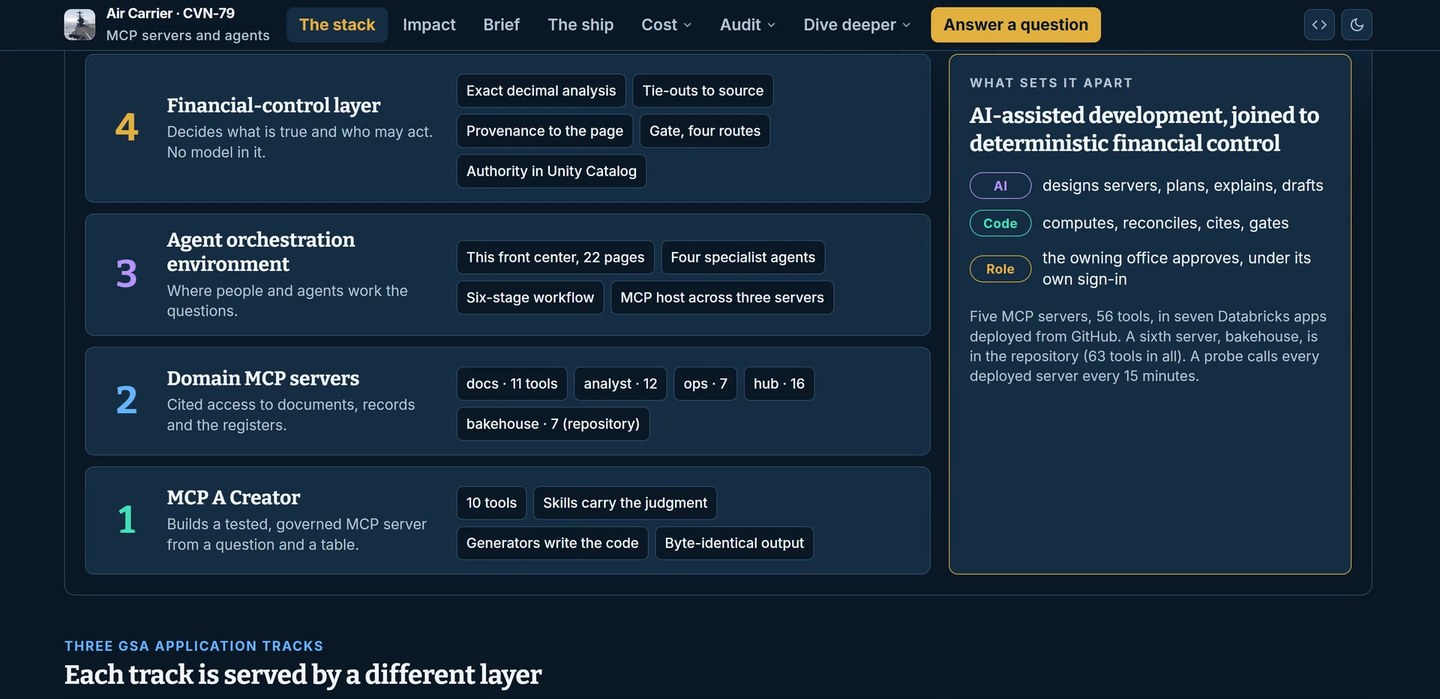 Air Carrier · CVN-79
MCP servers and agents
The stack
Impact
Brief
The ship
Cost
Audit
Dive deeper
Answer a question
4
Financial-control layer
Decides what is true and who may act.
No model in it.
Exact decimal analysis
Tie-outs to source
Provenance to the page
Gate, four routes
Authority in Unity Catalog
3
Agent orchestration
environment
Where people and agents work the
questions.
This front center, 22 pages
Four specialist agents
Six-stage workflow
MCP host across three servers
2
Domain MCP servers
Cited access to documents, records
and the registers.
docs · 11 tools
analyst · 12
ops · 7
hub · 16
bakehouse · 7 (repository)
1
MCP A Creator
Builds a tested, governed MCP server
from a question and a table.
10 tools
Skills carry the judgment
Generators write the code
Byte-identical output
WHAT SETS IT APART
AI-assisted development, joined to
deterministic financial control
AI
designs servers, plans, explains, drafts
Code
computes, reconciles, cites, gates
Role
the owning office approves, under its
own sign-in
Five MCP servers, 56 tools, in seven Databricks apps
deployed from GitHub. A sixth server, bakehouse, is
in the repository (63 tools in all). A probe calls every
deployed server every 15 minutes.
THREE GSA APPLICATION TRACKS
Each track is served by a different layer